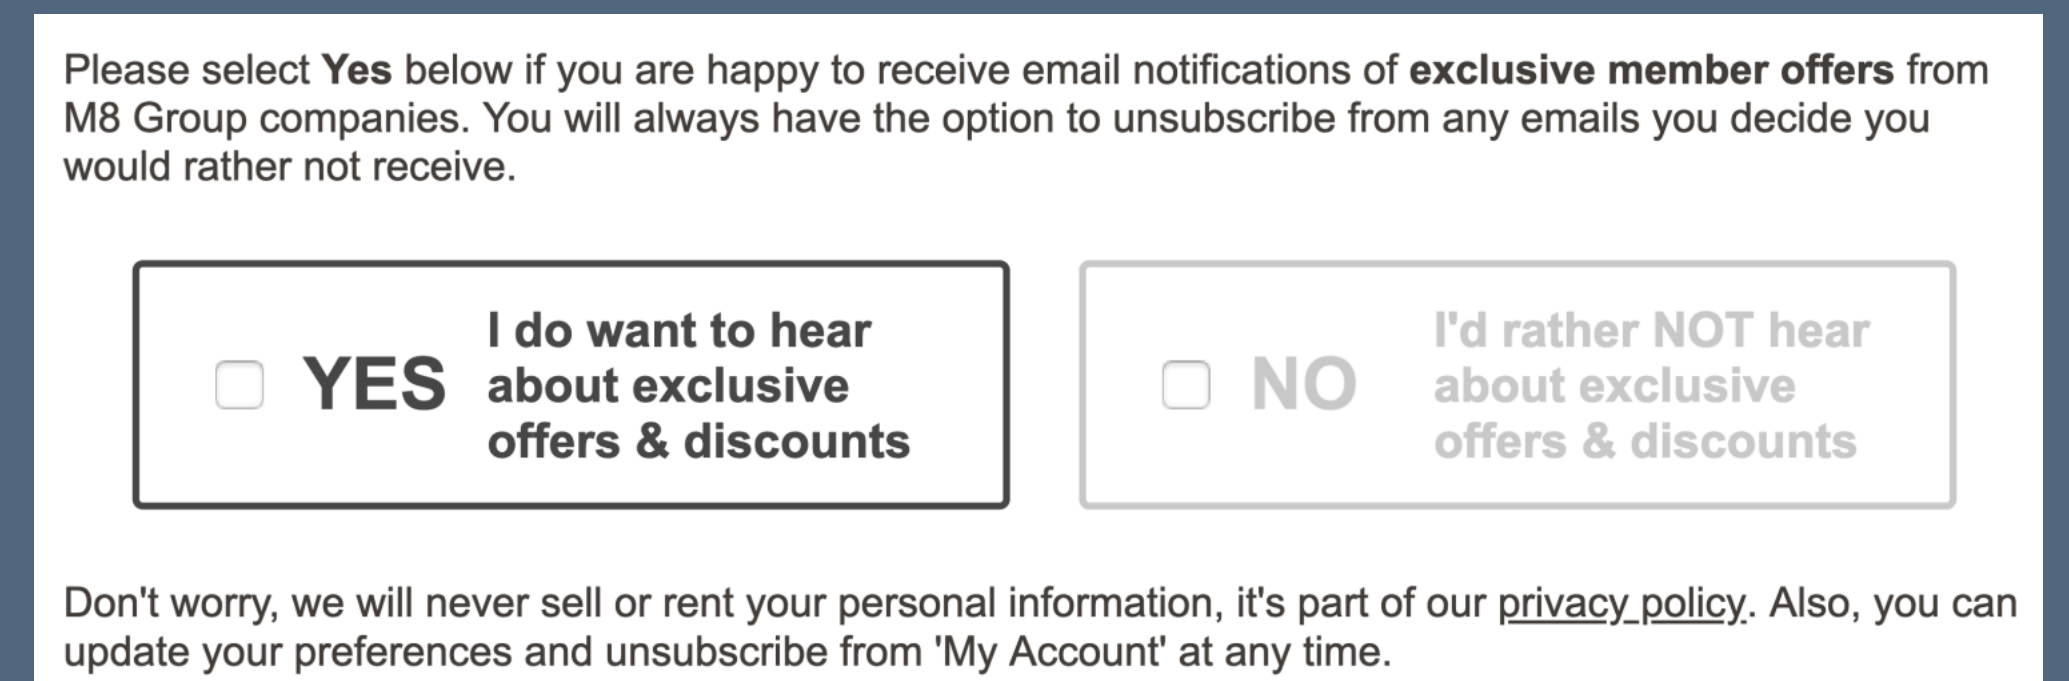 Please select Yes below if you are happy to receive email notifications of exclusive member offers from
M8 Group companies. You will always have the option to unsubscribe from any emails you decide you
would rather not receive.
YES
I do want to hear
about exclusive
offers & discounts
NO
I'd rather NOT hear
about exclusive
offers & discounts
Don't worry, we will never sell or rent your personal information, it's part of our privacy policy. Also, you can
update your preferences and unsubscribe from 'My Account' at any time.